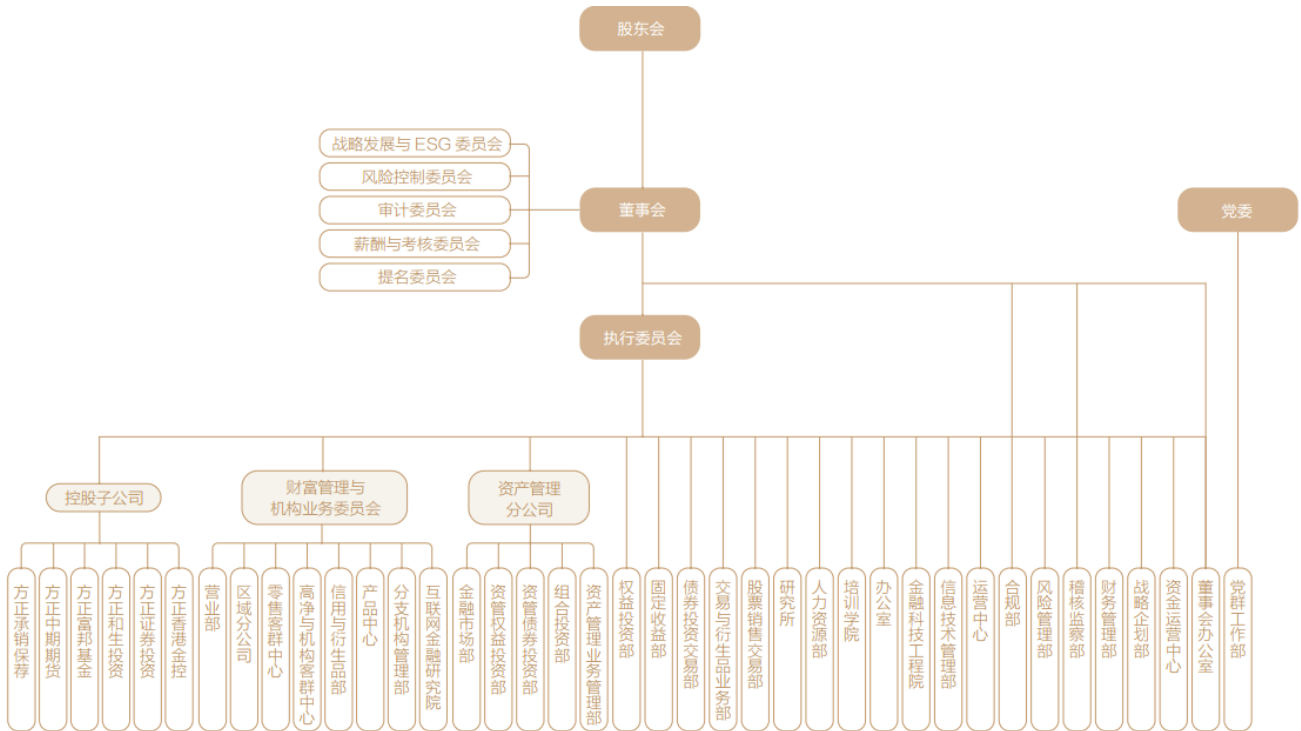 股东会
战略发展与 ESG 委员会
风险控制委员会
审计委员会
薪酬与考核委员会
提名委员会
董事会
党委
执行委员会
控股子公司
财富管理与
机构业务委员会
资产管理
分公司
方正承销保荐
方正中期期货
方正富邦基金
方正和生投资
方正证券投资
方正香港金控
营业部
区域分公司
零售客群中心
高净与机构客群中心
信用与衍生品部
产品中心
分支机构管理部
互联网金融研究院
金融市场部
资管权益投资部
资管债券投资部
组合投资部
资产管理业务管理部
权益投资部
固定收益部
债券投资交易部
交易与衍生品业务部
股票销售交易部
研究所
人力资源部
培训学院
办公室
金融科技工程院
信息技术管理部
运营中心
合规部
风险管理部
稽核监察部
财务管理部
战略企划部
资金运营中心
董事会办公室
党群工作部